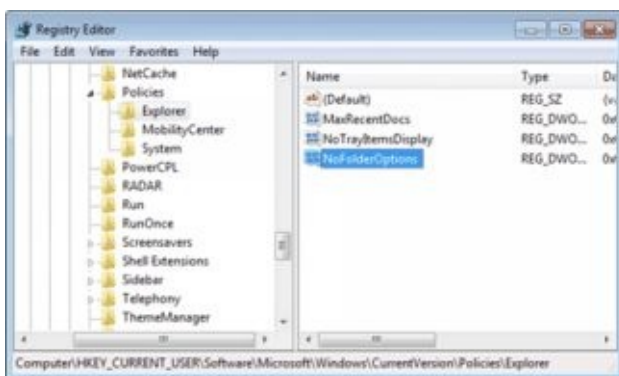 Registry Editor
File Edit View Favorites Help
NetCache
Policies
Explorer
MobilityCenter
System
PowerCPL
RADAR
Run
RunOnce
Screensavers
Shell Extensions
Sidebar
Telephony
ThemeManager
Name Type
(Default) REG_SZ
MaxRecentDocs REG_DWO...
NoTrayItemsDisplay REG_DWO...
NoFolderOptions REG_DWO...
Computer\HKEY_CURRENT_USER\Software\Microsoft\Windows\CurrentVersion\Policies\Explorer